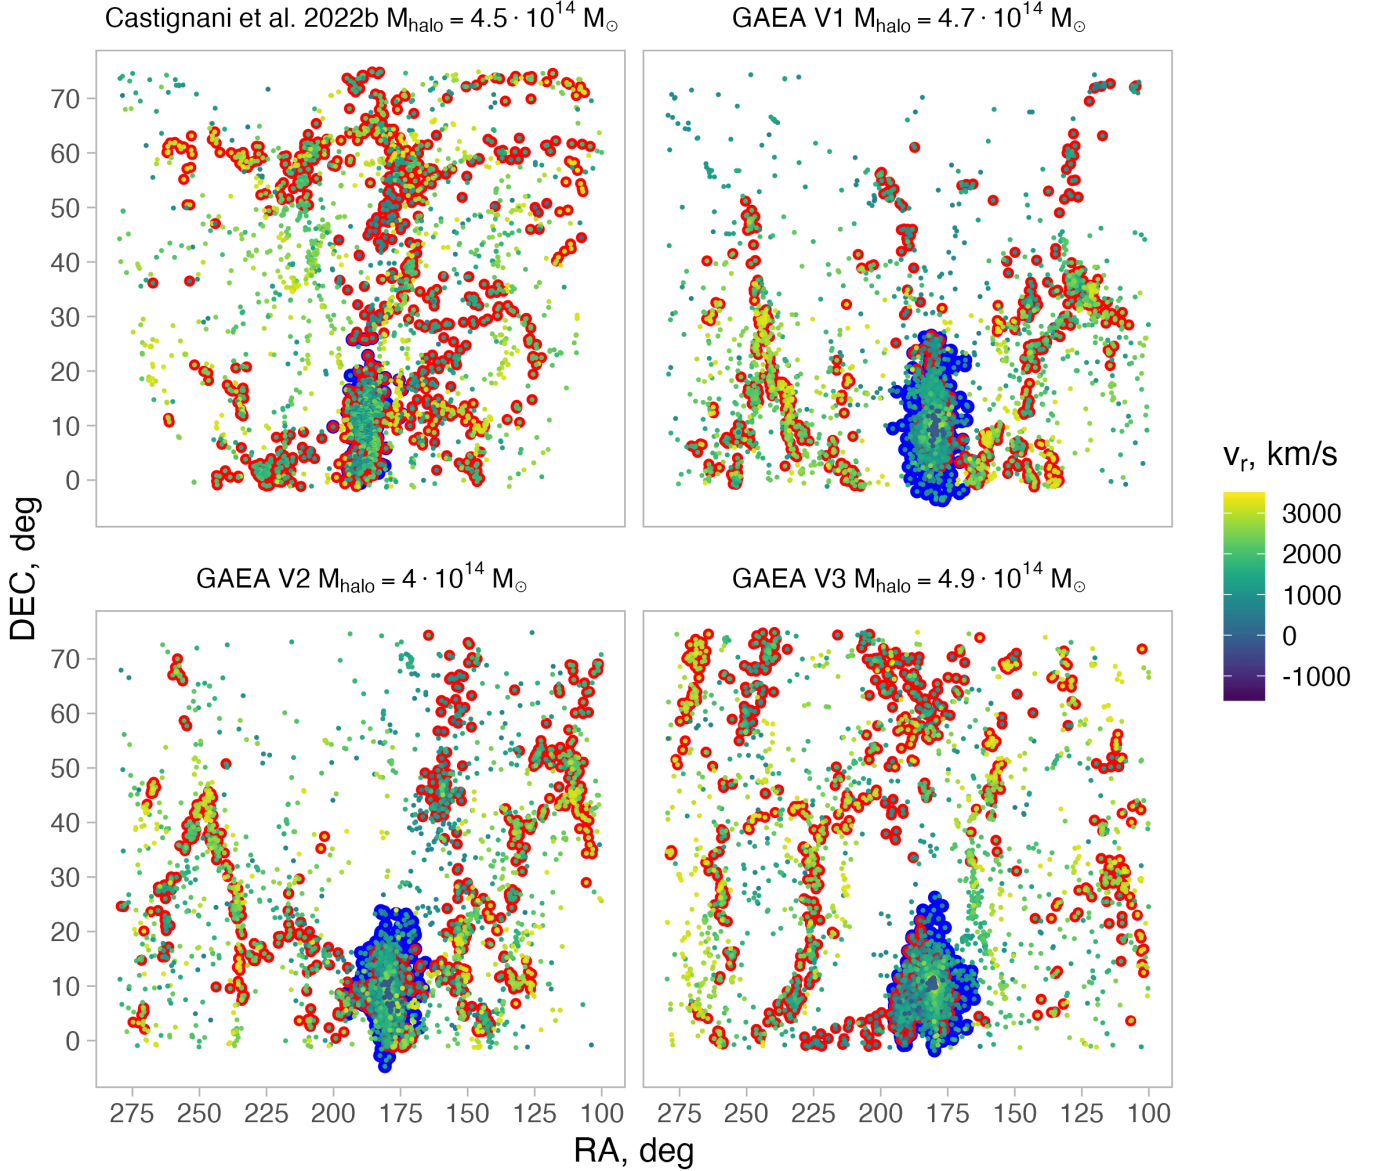 Castignani et al. 2022b M_halo = 4.5 · 10^14 M_⊙
GAEA V1 M_halo = 4.7 · 10^14 M_⊙
70
60
50
40
30
20
10
0
GAEA V2 M_halo = 4 · 10^14 M_⊙
GAEA V3 M_halo = 4.9 · 10^14 M_⊙
70
60
50
40
30
20
10
0
275 250 225 200 175 150 125 100
275 250 225 200 175 150 125 100
RA, deg
DEC, deg
v_r, km/s
3000
2000
1000
0
-1000